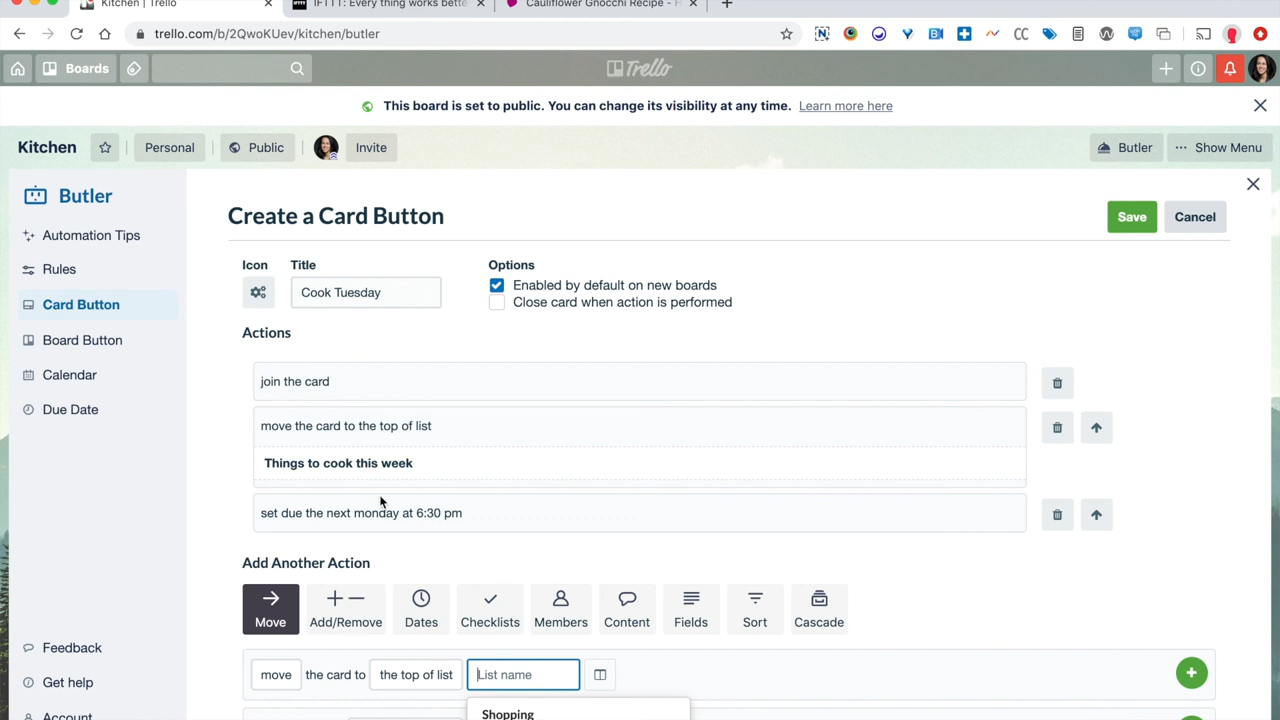 Kitchen | Trello
IFTTT: Every thing works bette
Cauliflower Gnocchi Recipe - H
trello.com/b/2QwoKUev/kitchen/butler
Boards
Trello
This board is set to public. You can change its visibility at any time. Learn more here
Kitchen
Personal
Public
Invite
Butler
Show Menu
Butler
Automation Tips
Rules
Card Button
Board Button
Calendar
Due Date
Feedback
Get help
Account
Create a Card Button
Save
Cancel
Icon
Title
Options
Cook Tuesday
Enabled by default on new boards
Close card when action is performed
Actions
join the card
move the card to the top of list
Things to cook this week
set due the next monday at 6:30 pm
Add Another Action
Move
Add/Remove
Dates
Checklists
Members
Content
Fields
Sort
Cascade
move the card to the top of list List name
Shopping